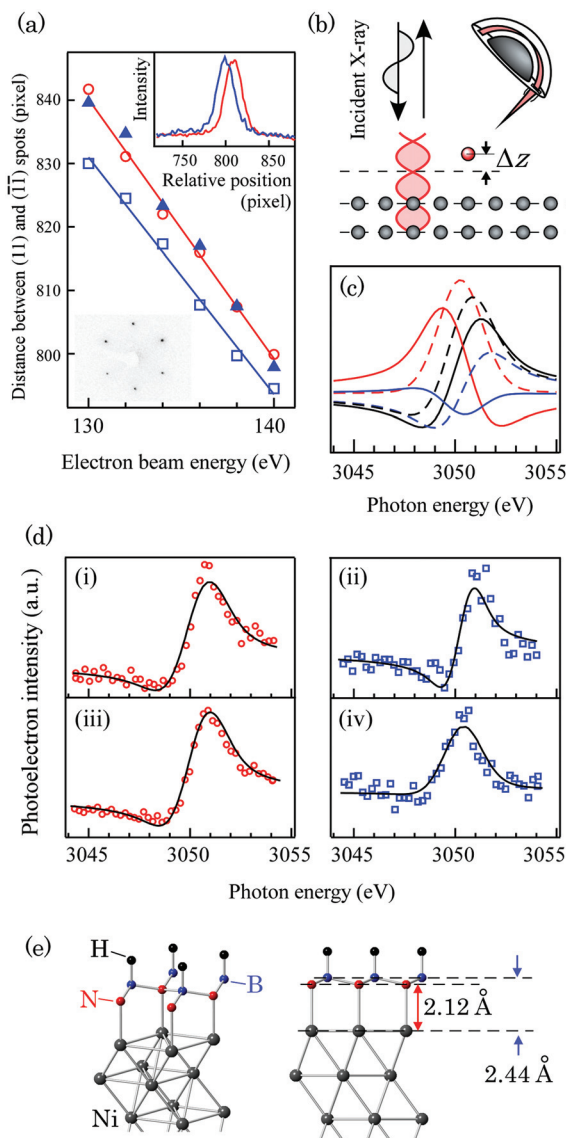 (a)
Distance between (11) and (1̅1̅) spots (pixel)
840
830
820
810
800
130
140
Electron beam energy (eV)
Intensity
800
Relative position
(pixel)
(b)
Incident X-ray
Δz
(c)
3045
3050
3055
Photon energy (eV)
(d)
Photoelectron intensity (a.u.)
(i)
(ii)
(iii)
(iv)
3045
3050
3055
3045
3050
3055
Photon energy (eV)
(e)
H
N
B
Ni
2.12 Å
2.44 Å